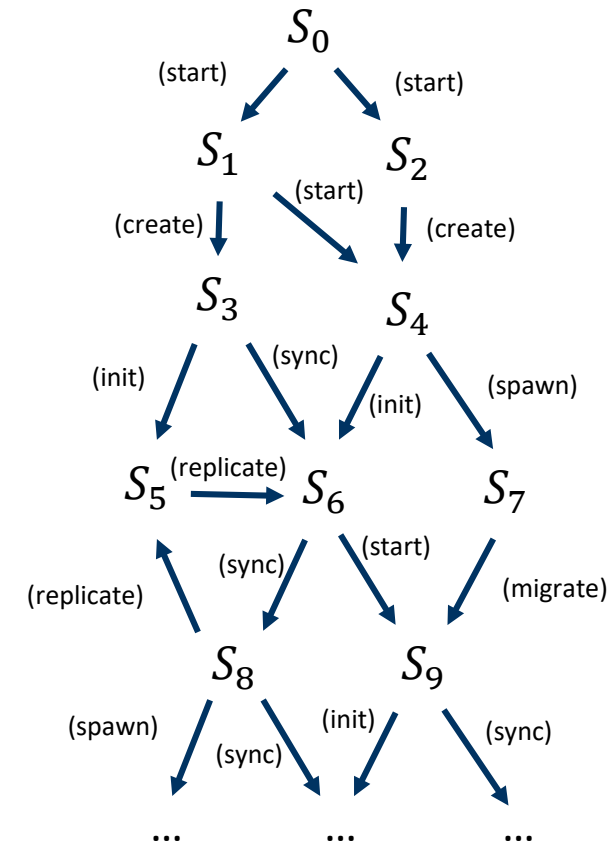 S₀
(start) (start)
S₁ S₂
(start)
(create) (create)
S₃ S₄
(init) (sync) (init) (spawn)
(replicate)
S₅ S₆ S₇
(sync) (start)
(replicate) (migrate)
S₈ S₉
(spawn) (sync) (init) (sync)
... ... ...